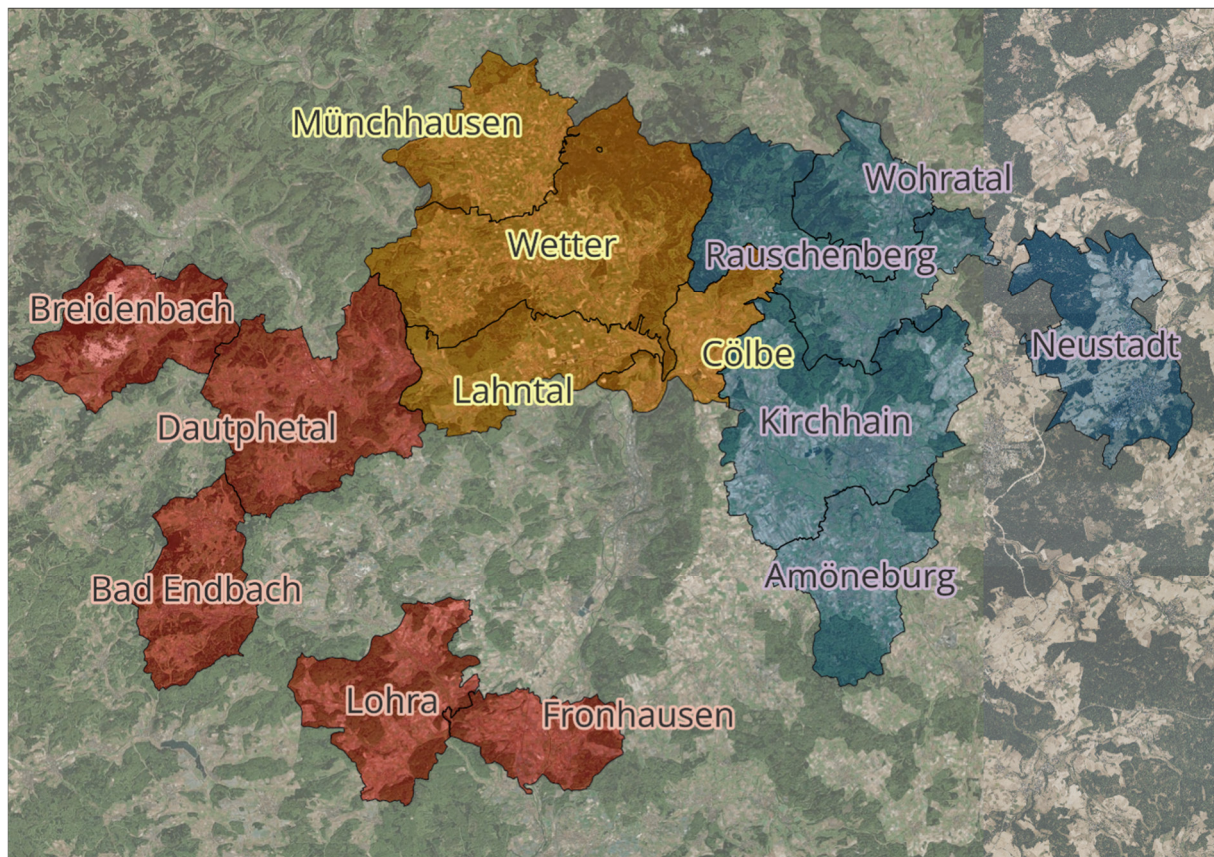 Münchhausen
Wohratal
Wetter
Rauschenberg
Breidenbach
Neustadt
Cölbe
Lahntal
Kirchhain
Dautphetal
Amöneburg
Bad Endbach
Lohra
Fronhausen